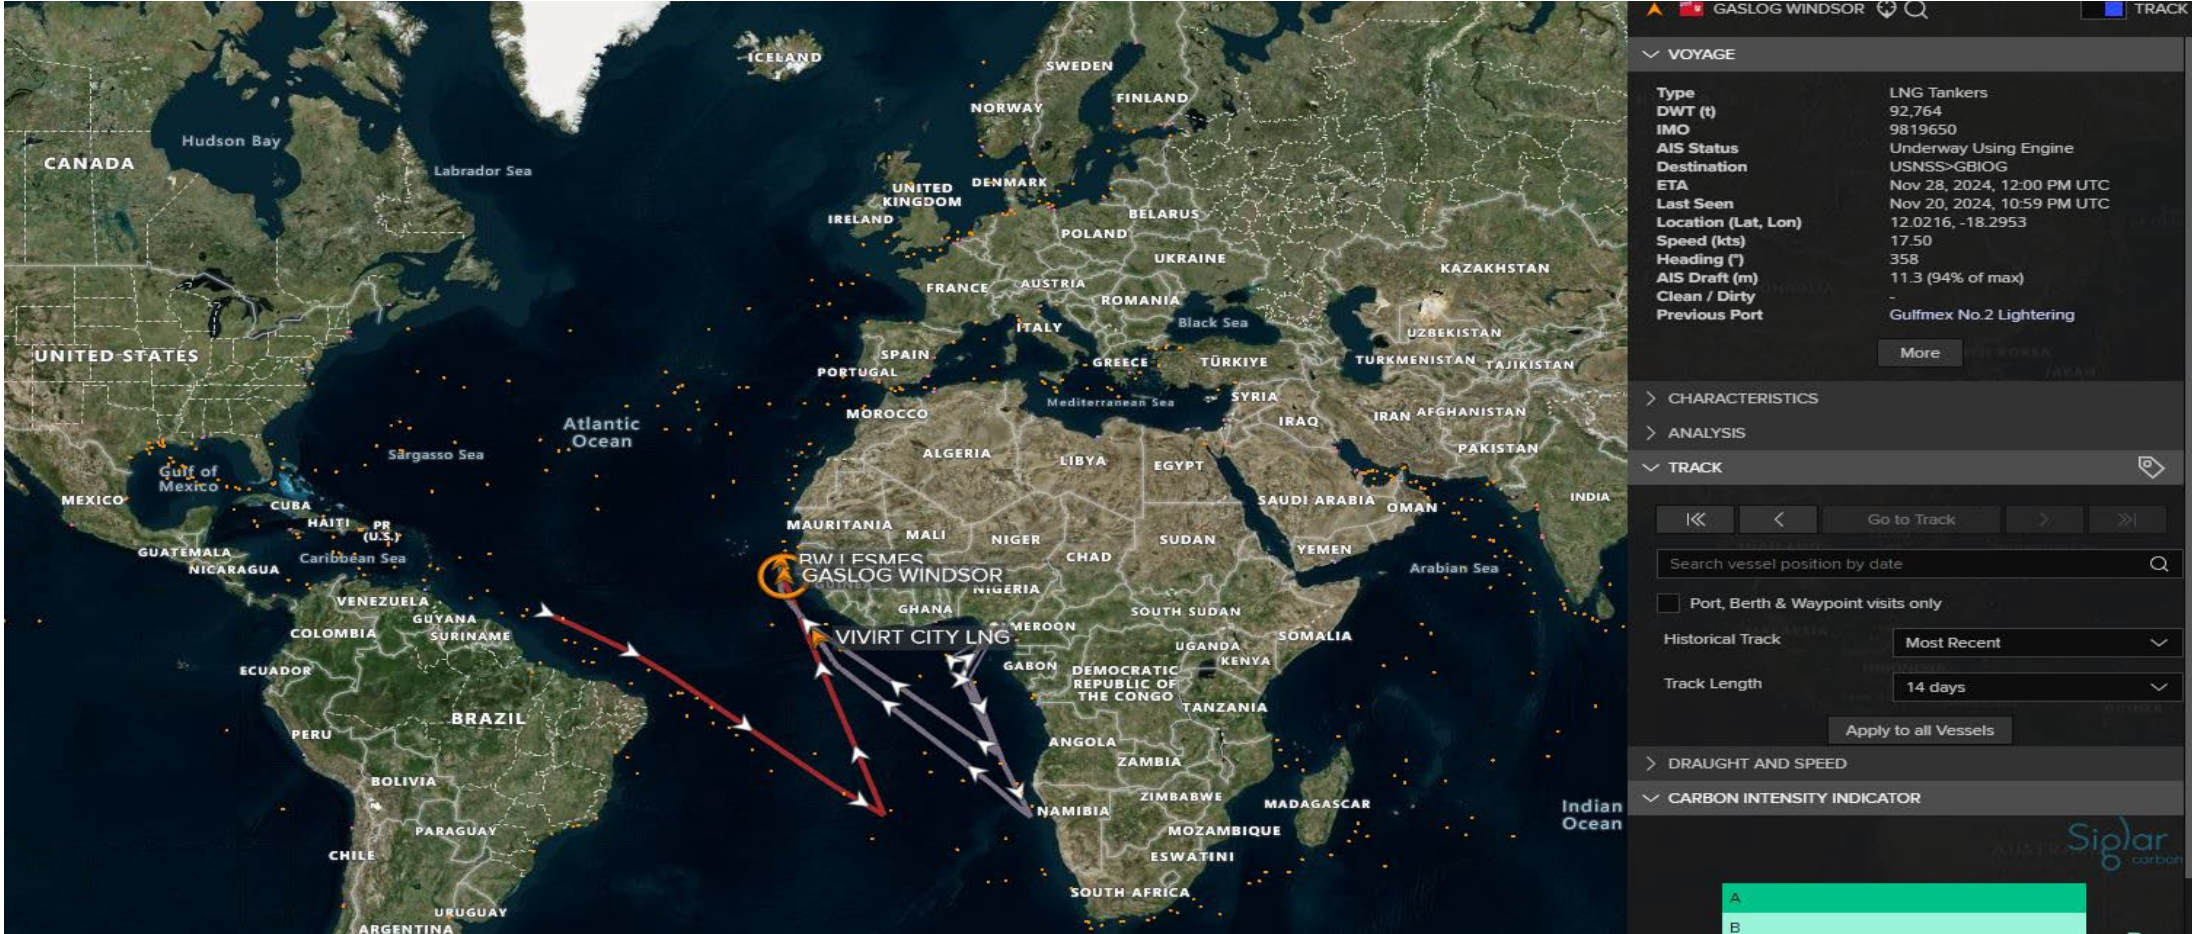 ICELAND
SWEDEN
FINLAND
NORWAY
Hudson Bay
CANADA
Labrador Sea
UNITED
KINGDOM
DENMARK
IRELAND
BELARUS
POLAND
UKRAINE
KAZAKHSTAN
FRANCE
AUSTRIA
ROMANIA
ITALY
Black Sea
UZBEKISTAN
UNITED STATES
SPAIN
PORTUGAL
GREECE
TÜRKIYE
TURKMENISTAN
TAJIKISTAN
Mediterranean Sea
SYRIA
MOROCCO
IRAQ
IRAN
AFGHANISTAN
Atlantic
Ocean
PAKISTAN
Sargasso Sea
ALGERIA
LIBYA
EGYPT
Gulf of
Mexico
MEXICO
CUBA
SAUDI ARABIA
OMAN
INDIA
HAITI
PR
(U.S.)
MAURITANIA
MALI
NIGER
SUDAN
CHAD
YEMEN
GUATEMALA
Caribbean Sea
NICARAGUA
Arabian Sea
BW LESMES
GASLOG WINDSOR
NIGERIA
VENEZUELA
GUYANA
SURINAME
COLOMBIA
GHANA
SOUTH SUDAN
MEROON
VIVIRT CITY LNG
SOMALIA
UGANDA
KENYA
GABON
DEMOCRATIC
REPUBLIC OF
THE CONGO
ECUADOR
TANZANIA
BRAZIL
PERU
ANGOLA
ZAMBIA
BOLIVIA
ZIMBABWE
MADAGASCAR
NAMIBIA
Indian
Ocean
PARAGUAY
MOZAMBIQUE
CHILE
ESWATINI
SOUTH AFRICA
URUGUAY
ARGENTINA
GASLOG WINDSOR TRACK
VOYAGE
Type LNG Tankers
DWT (t) 92,764
IMO 9819650
AIS Status Underway Using Engine
Destination USNSS>GBIOG
ETA Nov 28, 2024, 12:00 PM UTC
Last Seen Nov 20, 2024, 10:59 PM UTC
Location (Lat, Lon) 12.0216, -18.2953
Speed (kts) 17.50
Heading (°) 358
AIS Draft (m) 11.3 (94% of max)
Clean / Dirty -
Previous Port Gulfmex No.2 Lightering
More
CHARACTERISTICS
ANALYSIS
TRACK
Go to Track
Search vessel position by date
Port, Berth & Waypoint visits only
Historical Track Most Recent
Track Length 14 days
Apply to all Vessels
DRAUGHT AND SPEED
CARBON INTENSITY INDICATOR
Siglar
carbon
A
B